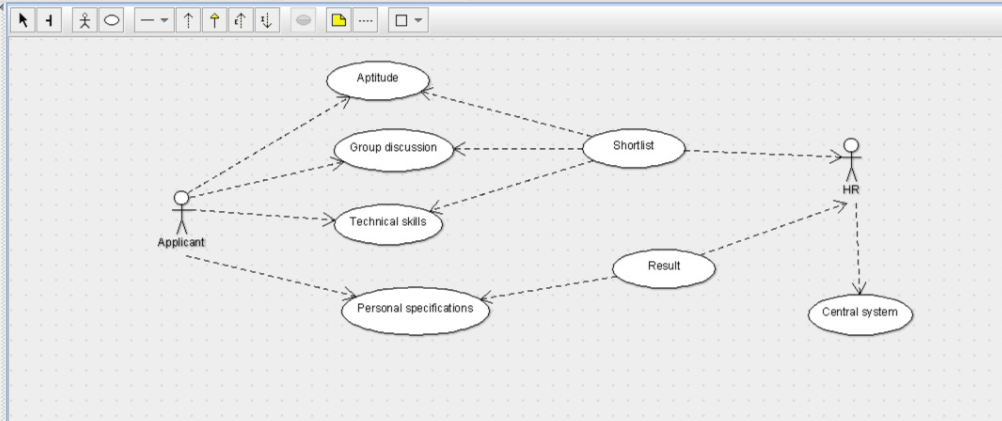 Aptitude
Group discussion
Shortlist
HR
Technical skills
Applicant
Result
Personal specifications
Central system